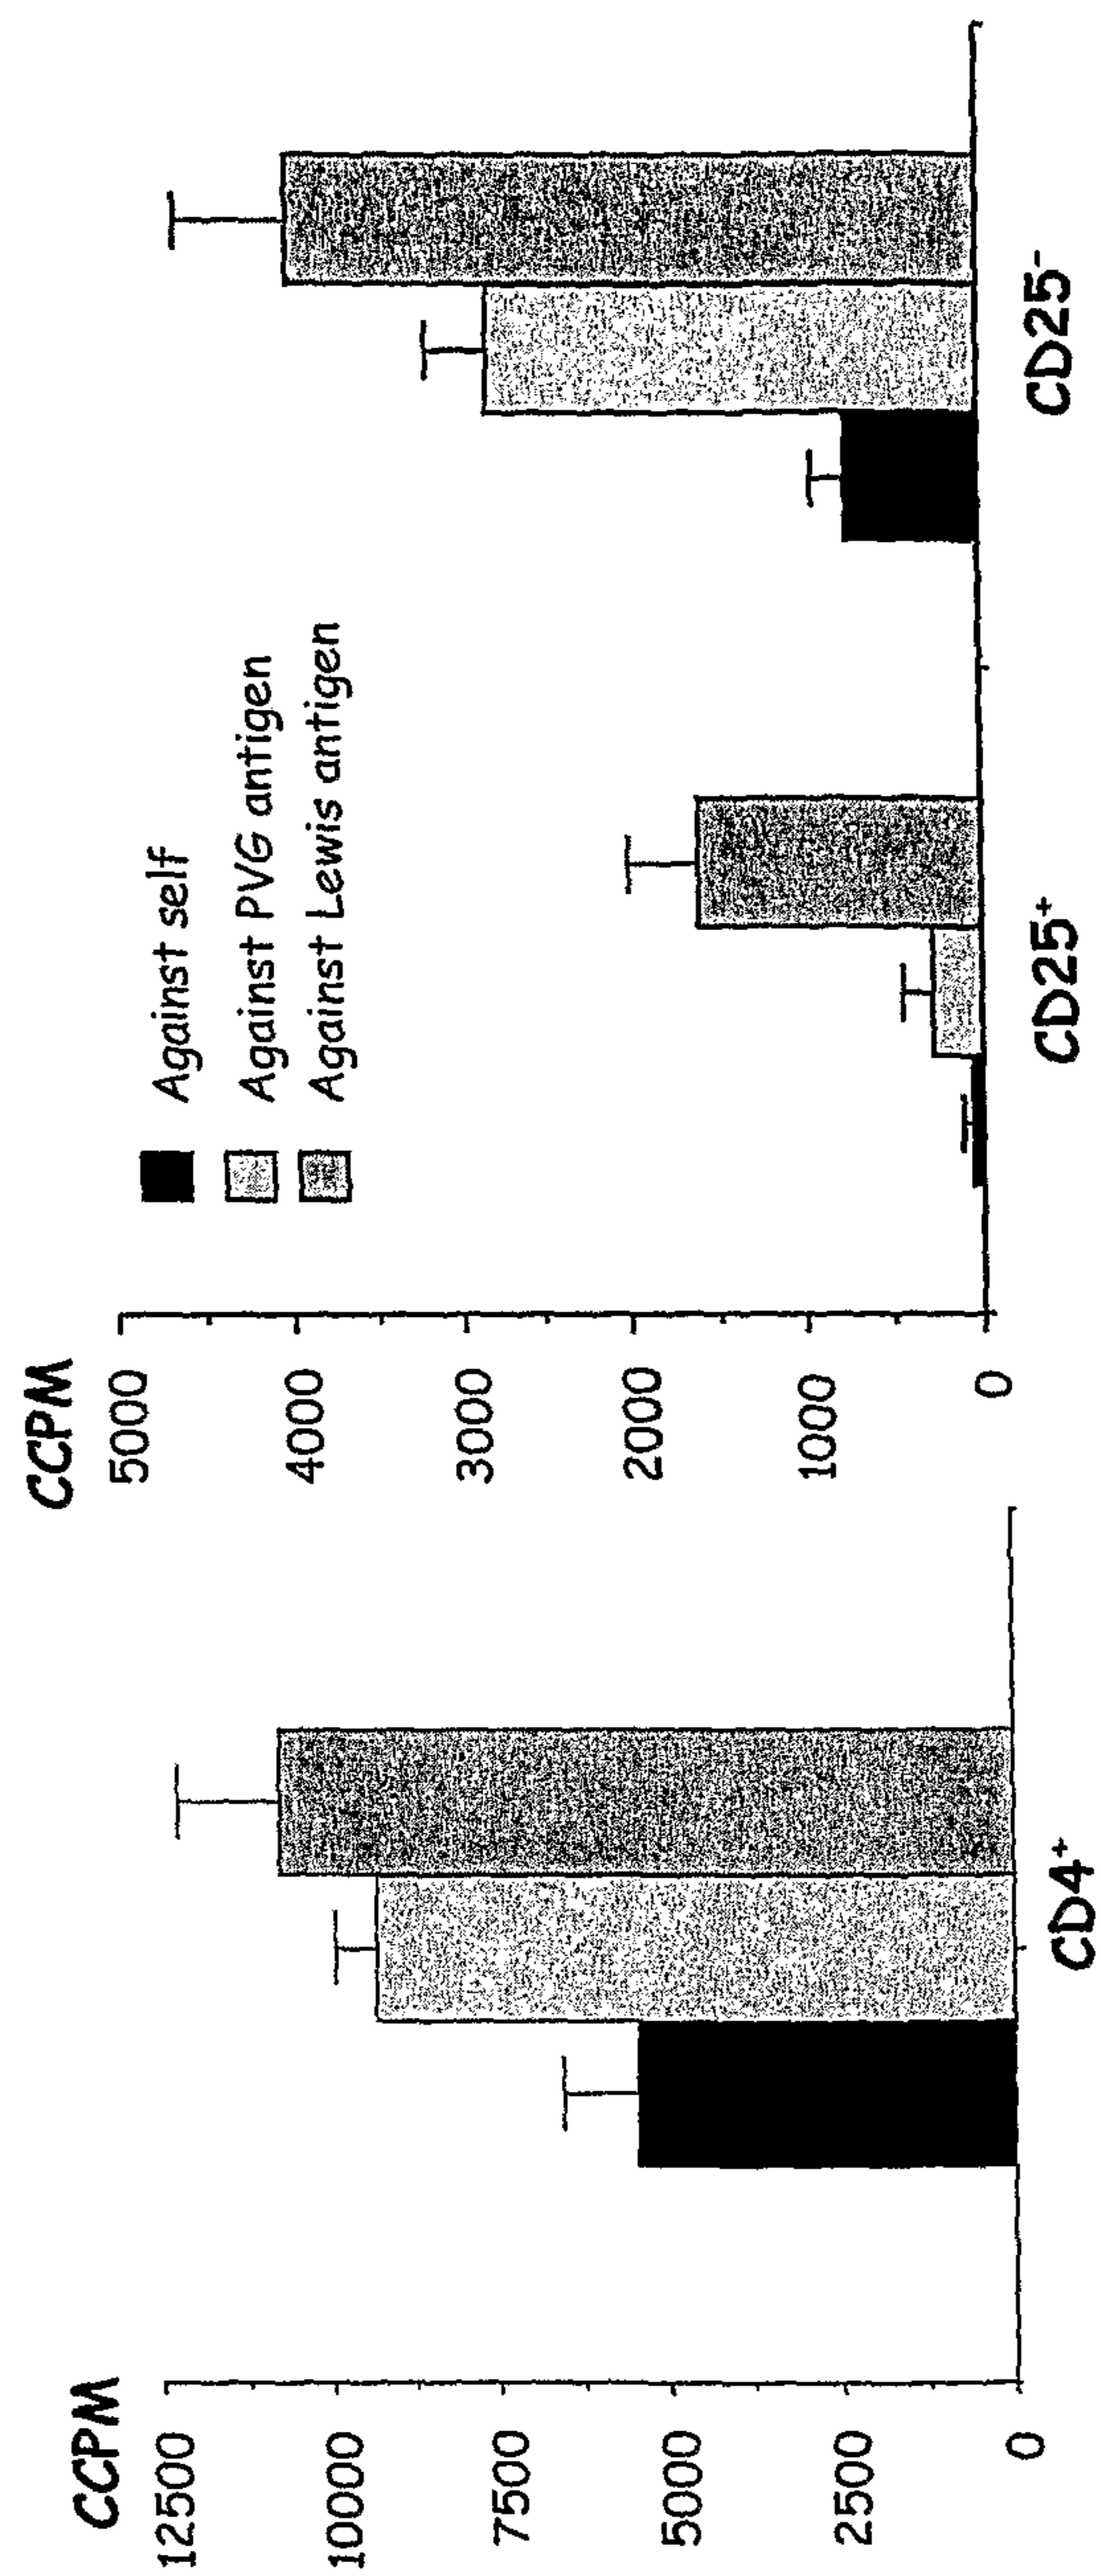 CCPM
12500
10000
7500
5000
2500
0
CD4⁺
CCPM
5000
4000
3000
2000
1000
0
Against self
Against PVG antigen
Against Lewis antigen
CD25⁺
CD25⁻